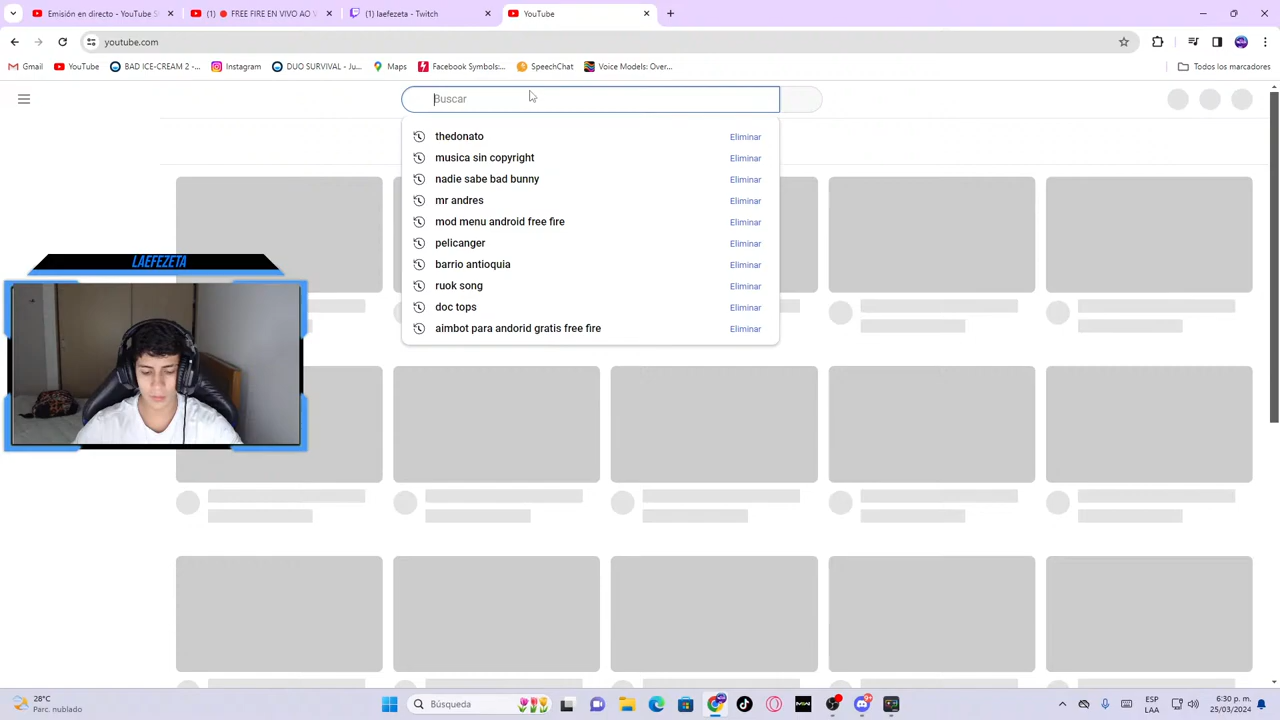 Emisión en directo - YouTube S
(1) 🔴 FREE FIRE EN VIVO AO V
(1) laefezeta - Twitch
YouTube
youtube.com
Gmail
YouTube
BAD ICE-CREAM 2 -...
Instagram
DUO SURVIVAL - Ju...
Maps
Facebook Symbols:...
SpeechChat
Voice Models: Over...
Todos los marcadores
Buscar
thedonato Eliminar
musica sin copyright Eliminar
nadie sabe bad bunny Eliminar
mr andres Eliminar
mod menu android free fire Eliminar
pelicanger Eliminar
barrio antioquia Eliminar
ruok song Eliminar
doc tops Eliminar
aimbot para andorid gratis free fire Eliminar
LAEFEZETA
28°C
Parc. nublado
Búsqueda
ESP
LAA
6:30 p. m.
25/03/2024